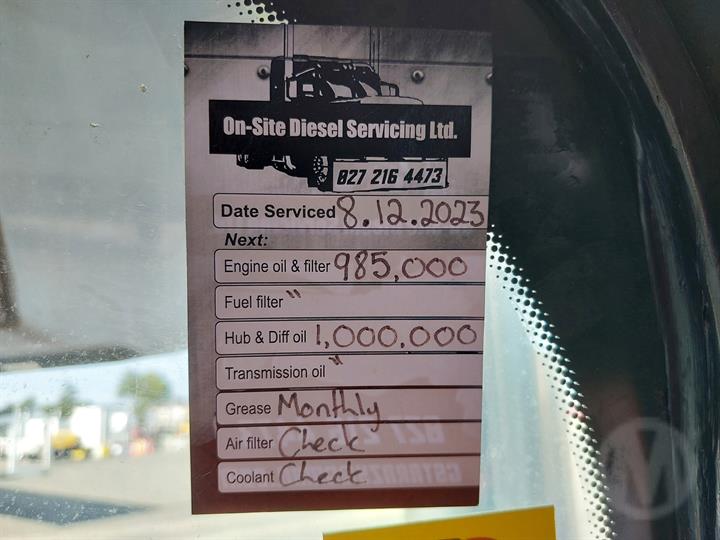 On-Site Diesel Servicing Ltd.
027 216 4473
Date Serviced 8.12.2023
Next:
Engine oil & filter 985,000
Fuel filter "
Hub & Diff oil 1,000,000
Transmission oil "
Grease Monthly
Air filter Check
Coolant Check
M